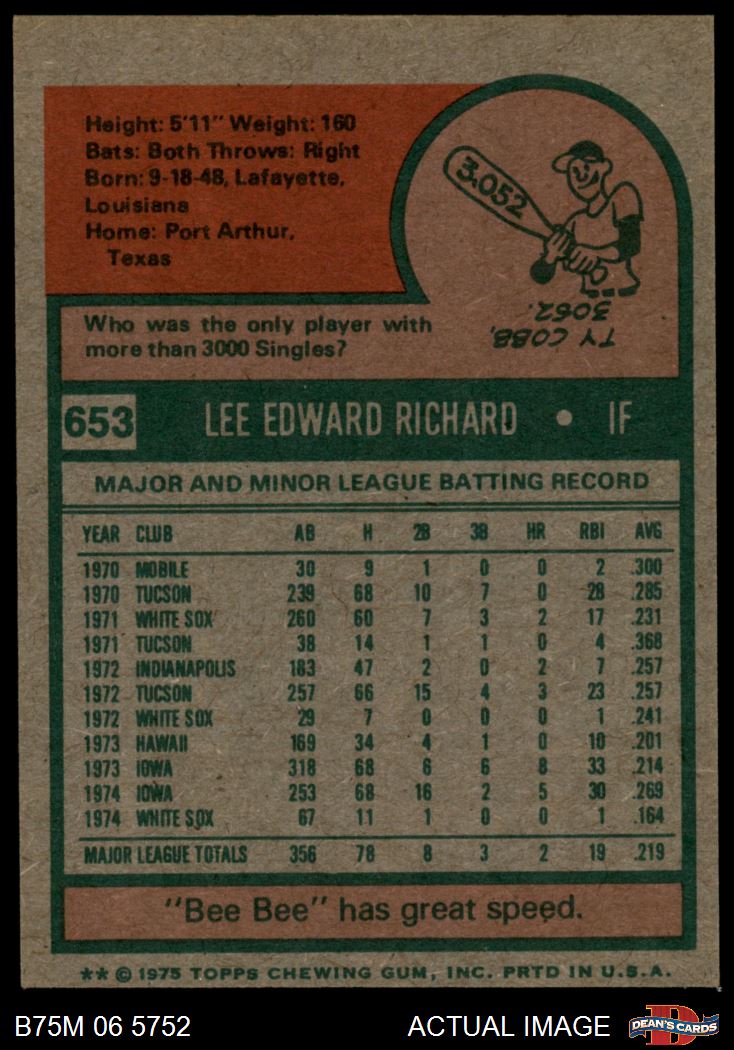 Height: 5'11" Weight: 160
Bats: Both Throws: Right
Born: 9-18-48, Lafayette,
Louisiana
Home: Port Arthur,
Texas
3,052
TY COBB,
3052.
Who was the only player with
more than 3000 Singles?
653 LEE EDWARD RICHARD • IF
MAJOR AND MINOR LEAGUE BATTING RECORD
YEAR CLUB AB H 2B 3B HR RBI AVG
1970 MOBILE 30 9 1 0 0 2 .300
1970 TUCSON 239 68 10 7 0 28 .285
1971 WHITE SOX 260 60 7 3 2 17 .231
1971 TUCSON 38 14 1 1 0 4 .368
1972 INDIANAPOLIS 183 47 2 0 2 7 .257
1972 TUCSON 257 66 15 4 3 23 .257
1972 WHITE SOX 29 7 0 0 0 1 .241
1973 HAWAII 169 34 4 1 0 10 .201
1973 IOWA 318 68 6 6 8 33 .214
1974 IOWA 253 68 16 2 5 30 .269
1974 WHITE SOX 67 11 1 0 0 1 .164
MAJOR LEAGUE TOTALS 356 78 8 3 2 19 .219
"Bee Bee" has great speed.
** © 1975 TOPPS CHEWING GUM, INC. PRTD IN U.S.A.
B75M 06 5752 ACTUAL IMAGE DEAN'S CARDS